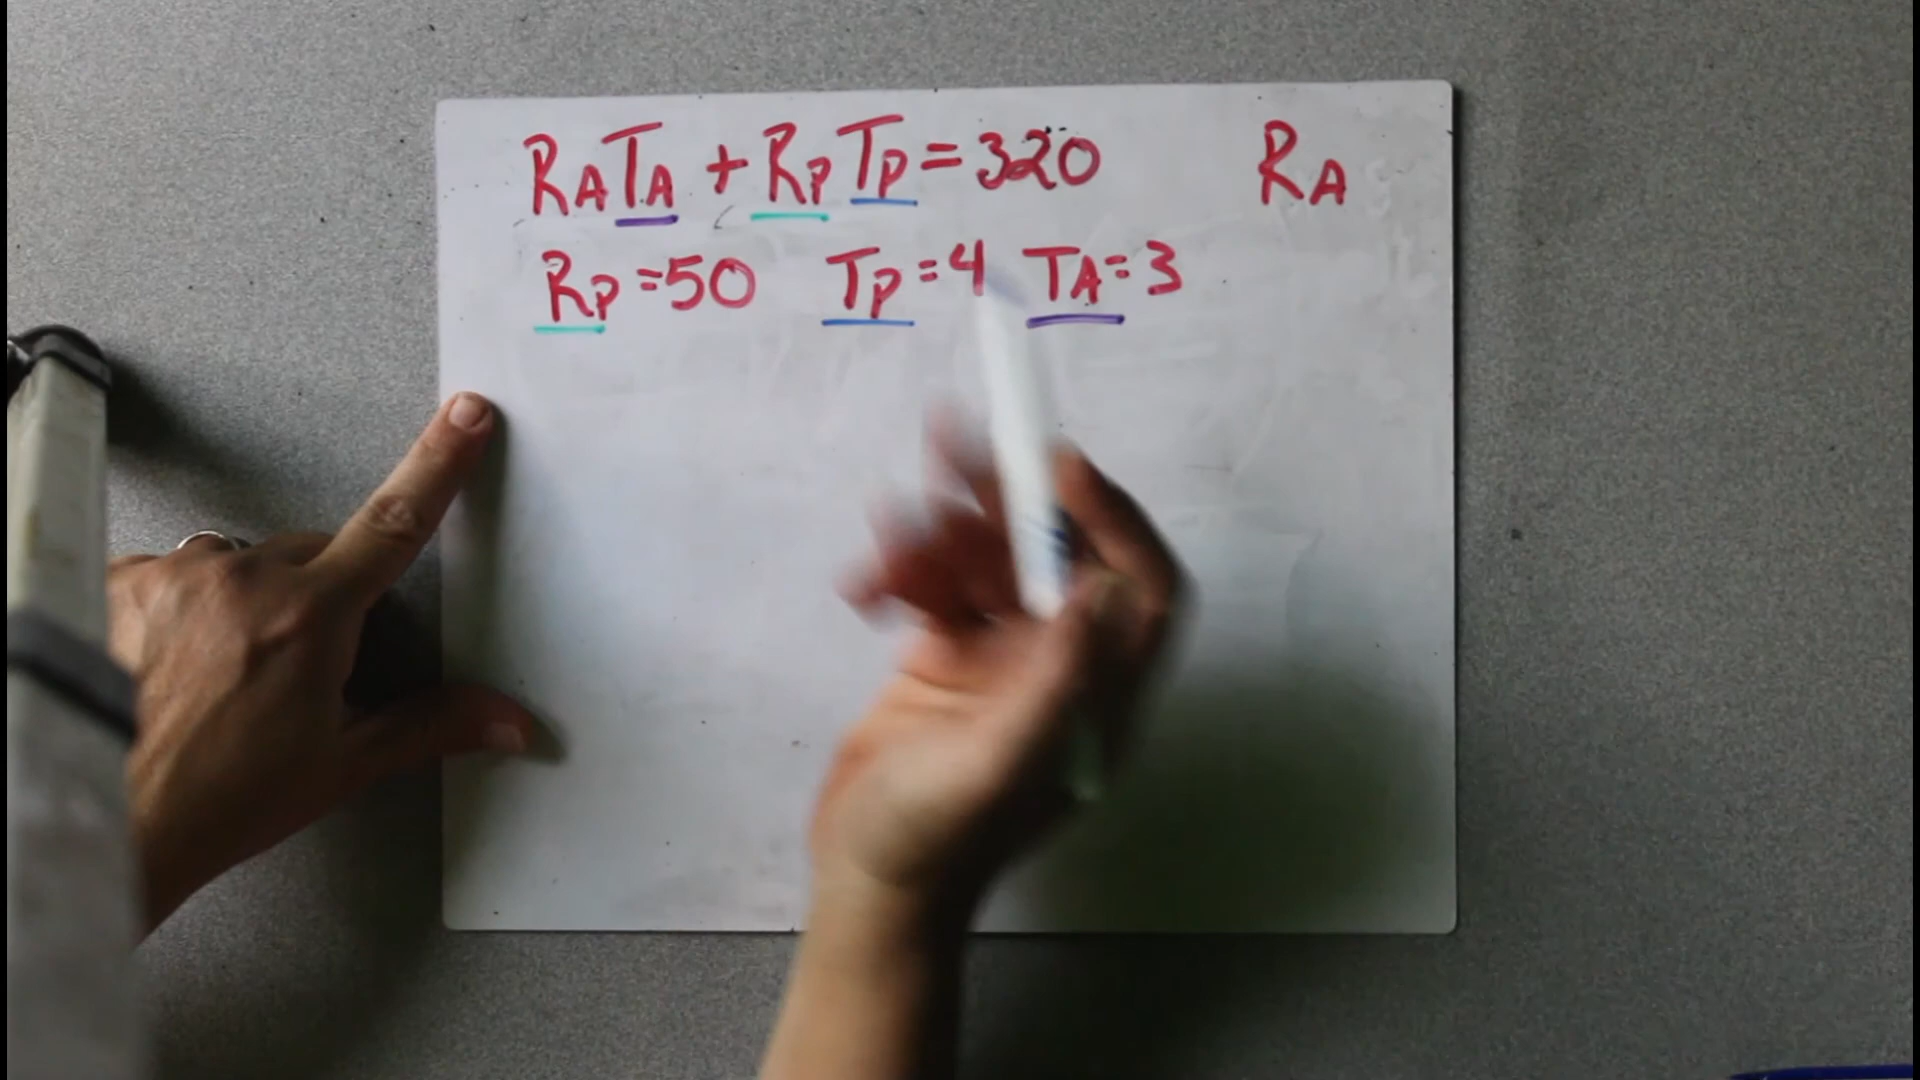 RATA + RPTP = 320 RA
RP = 50 TP = 4 TA = 3